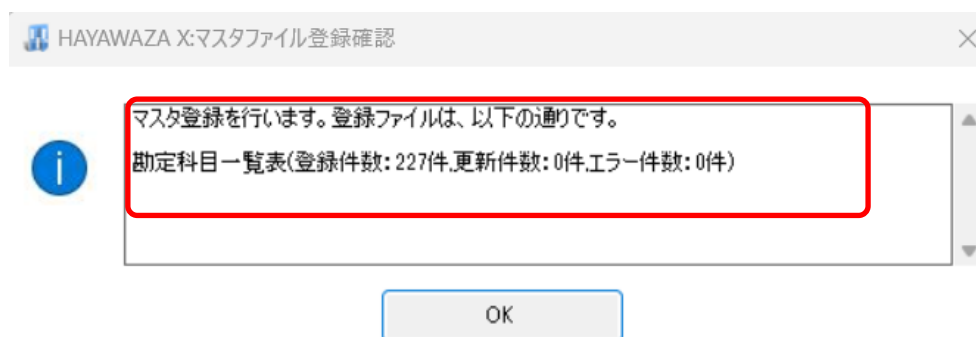 HAYAWAZA X:マスタファイル登録確認
マスタ登録を行います。登録ファイルは、以下の通りです。
勘定科目一覧表(登録件数:227件,更新件数:0件,エラー件数:0件)
OK